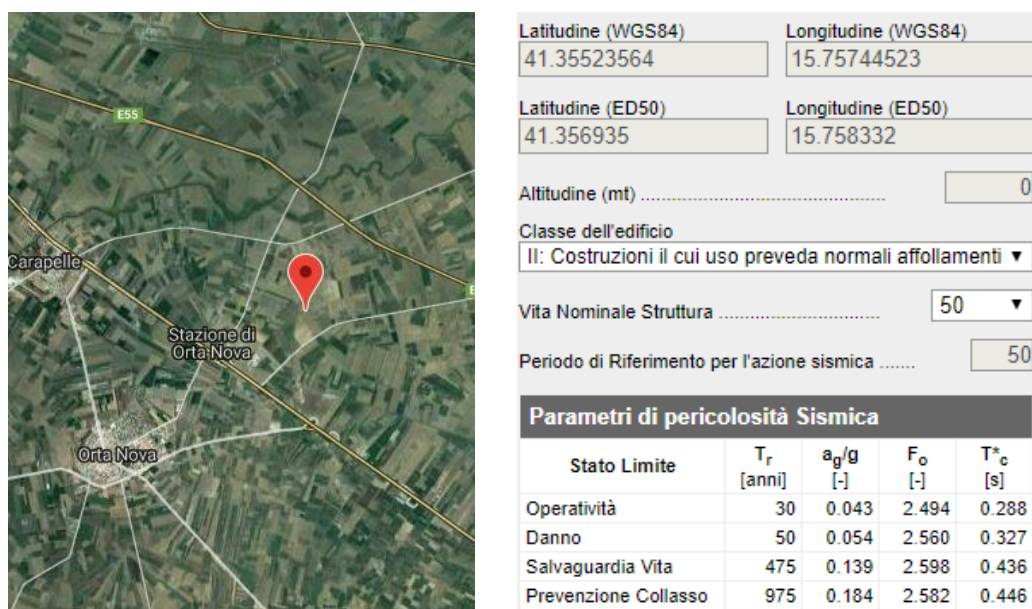 E55
Carapelle
Stazione di
Orta Nova
Orta Nova
Latitudine (WGS84) Longitudine (WGS84)
41.35523564 15.75744523
Latitudine (ED50) Longitudine (ED50)
41.356935 15.758332
Altitudine (mt) ................................................. 0
Classe dell'edificio
II: Costruzioni il cui uso preveda normali affollamenti ▼
Vita Nominale Struttura ................................ 50 ▼
Periodo di Riferimento per l'azione sismica ....... 50
Parametri di pericolosità Sismica
Stato Limite Tr [anni] ag/g [-] Fo [-] T*c [s]
Operatività 30 0.043 2.494 0.288
Danno 50 0.054 2.560 0.327
Salvaguardia Vita 475 0.139 2.598 0.436
Prevenzione Collasso 975 0.184 2.582 0.446